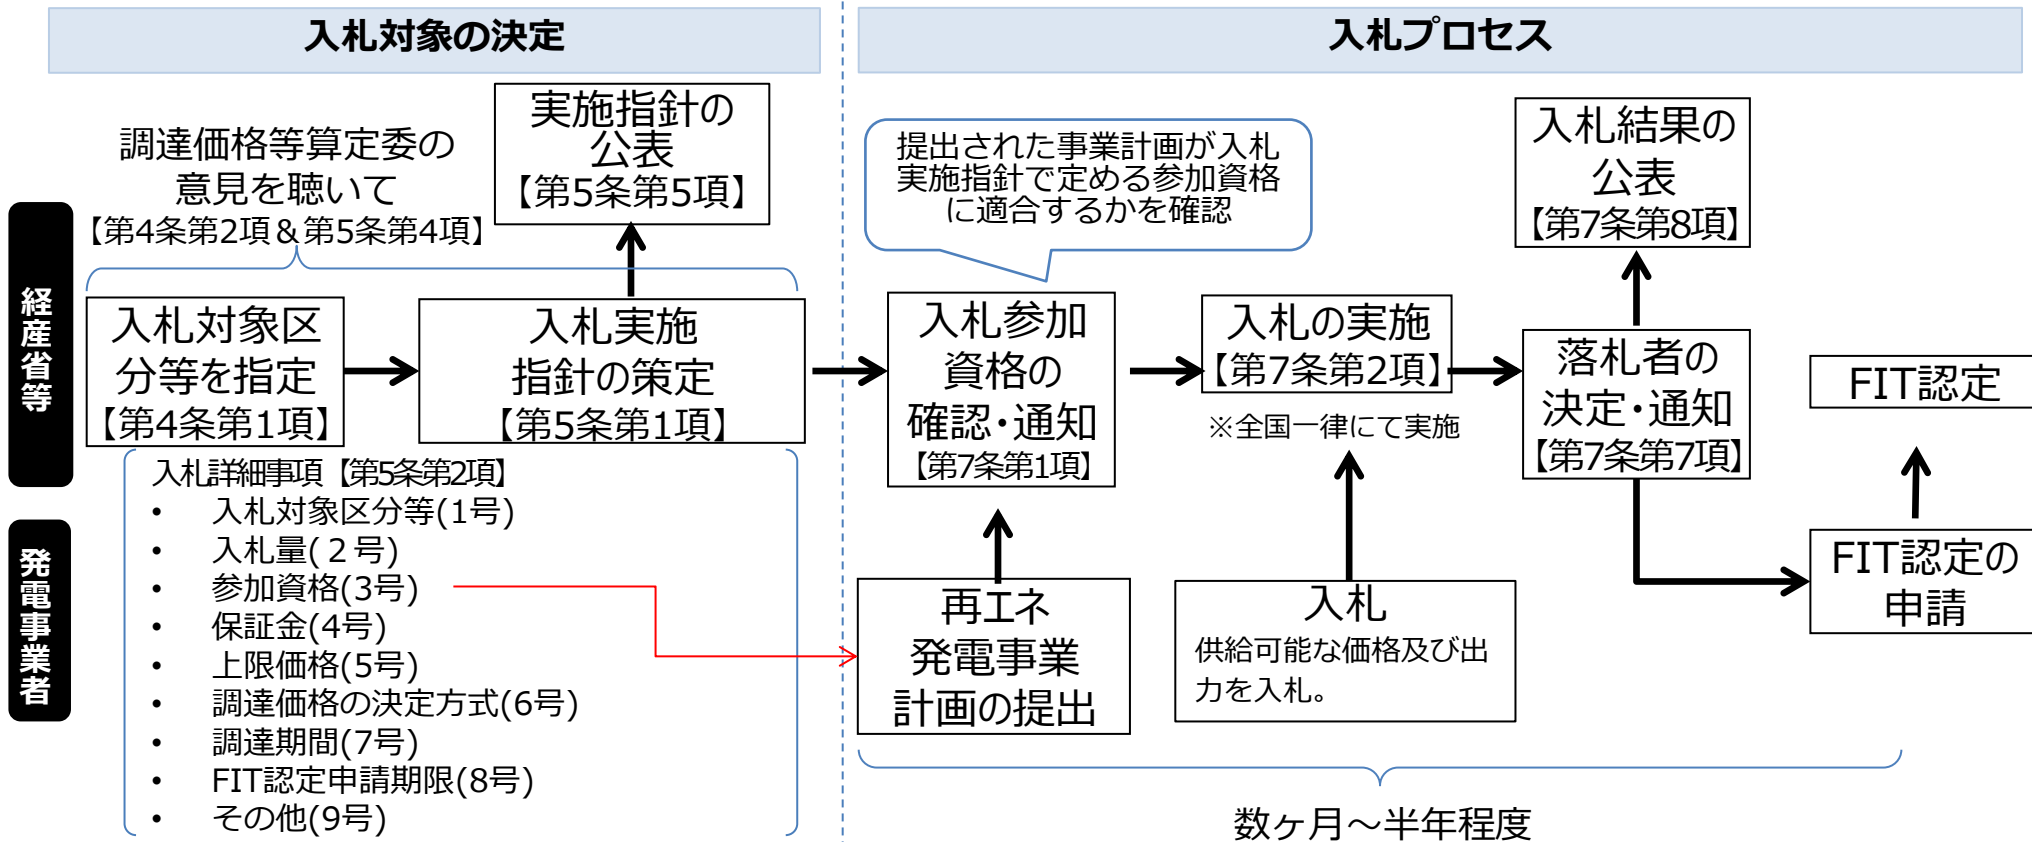 入札対象の決定
入札プロセス
調達価格等算定委の
意見を聴いて
【第4条第2項＆第5条第4項】
実施指針の
公表
【第5条第5項】
経産省等
入札対象区
分等を指定
【第4条第1項】
入札実施
指針の策定
【第5条第1項】
提出された事業計画が入札
実施指針で定める参加資格
に適合するかを確認
入札参加
資格の
確認・通知
【第7条第1項】
入札の実施
【第7条第2項】
※全国一律にて実施
入札結果の
公表
【第7条第8項】
落札者の
決定・通知
【第7条第7項】
FIT認定
発電事業者
入札詳細事項【第5条第2項】
• 入札対象区分等(1号)
• 入札量(２号)
• 参加資格(3号)
• 保証金(4号)
• 上限価格(5号)
• 調達価格の決定方式(6号)
• 調達期間(7号)
• FIT認定申請期限(8号)
• その他(9号)
再エネ
発電事業
計画の提出
入札
供給可能な価格及び出
力を入札。
FIT認定の
申請
数ヶ月～半年程度